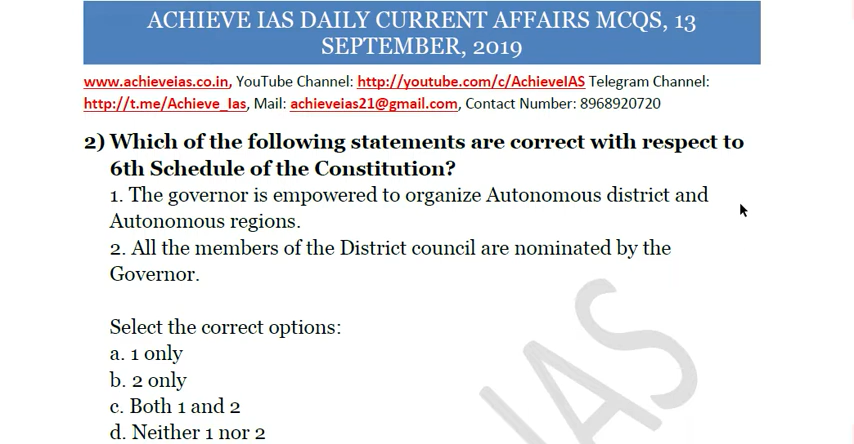 ACHIEVE IAS DAILY CURRENT AFFAIRS MCQS, 13
SEPTEMBER, 2019
www.achieveias.co.in, YouTube Channel: http://youtube.com/c/AchieveIAS Telegram Channel:
http://t.me/Achieve_Ias, Mail: achieveias21@gmail.com, Contact Number: 8968920720
2) Which of the following statements are correct with respect to
6th Schedule of the Constitution?
1. The governor is empowered to organize Autonomous district and
Autonomous regions.
2. All the members of the District council are nominated by the
Governor.
Select the correct options:
a. 1 only
b. 2 only
c. Both 1 and 2
d. Neither 1 nor 2
IAS